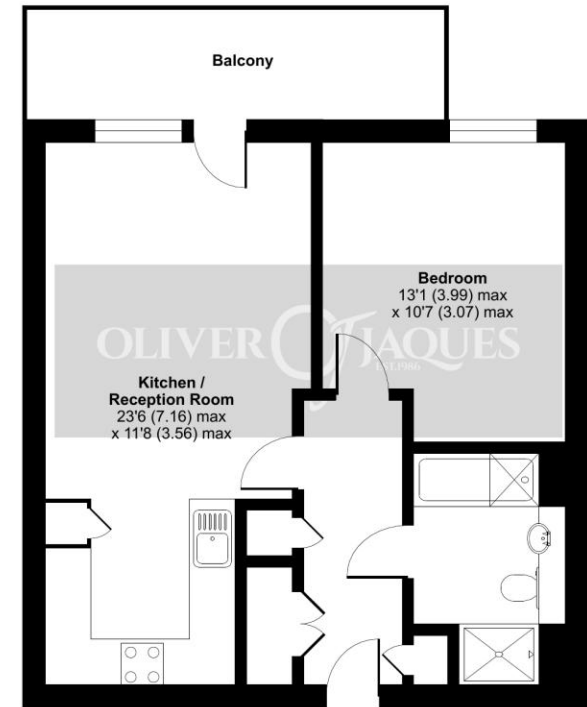 Balcony
Bedroom
13'1 (3.99) max
x 10'7 (3.07) max
OLIVER JAQUES
EST.1986
Kitchen /
Reception Room
23'6 (7.16) max
x 11'8 (3.56) max